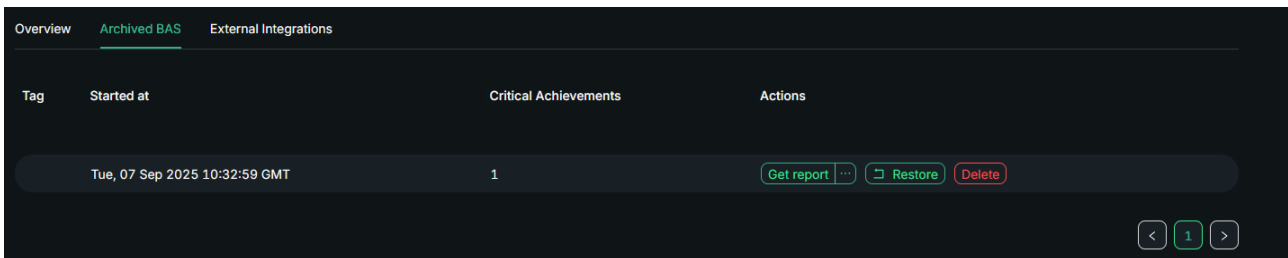 Overview Archived BAS External Integrations
Tag Started at Critical Achievements Actions
Tue, 07 Sep 2025 10:32:59 GMT 1 Get report ... Restore Delete
< 1 >